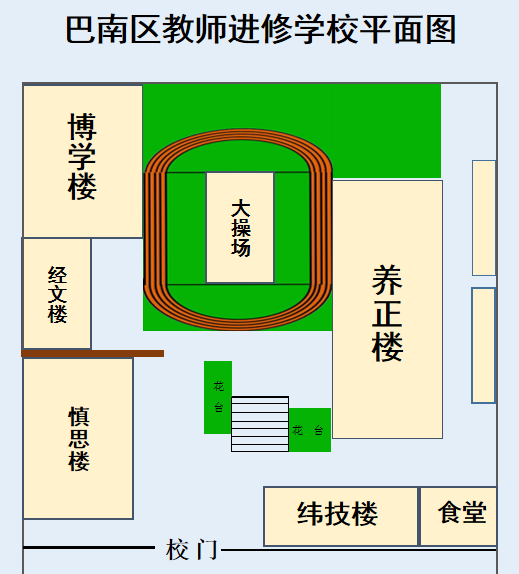 巴南区教师进修学校平面图
博学楼
大操场
经文楼
养正楼
花台
花 台
慎思楼
纬技楼
食堂
校门